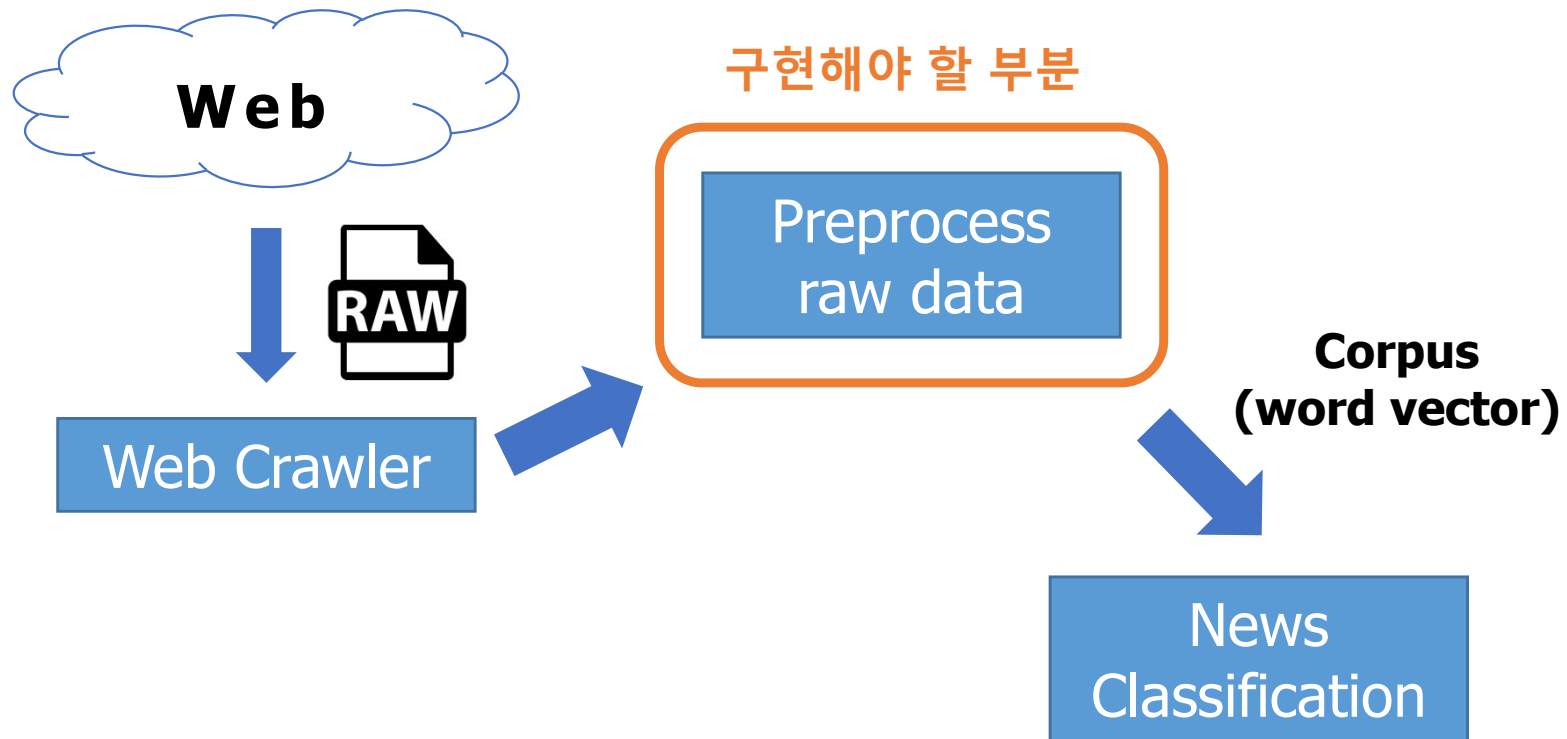 Web
구현해야 할 부분
Preprocess
raw data
RAW
Corpus
(word vector)
Web Crawler
News
Classification